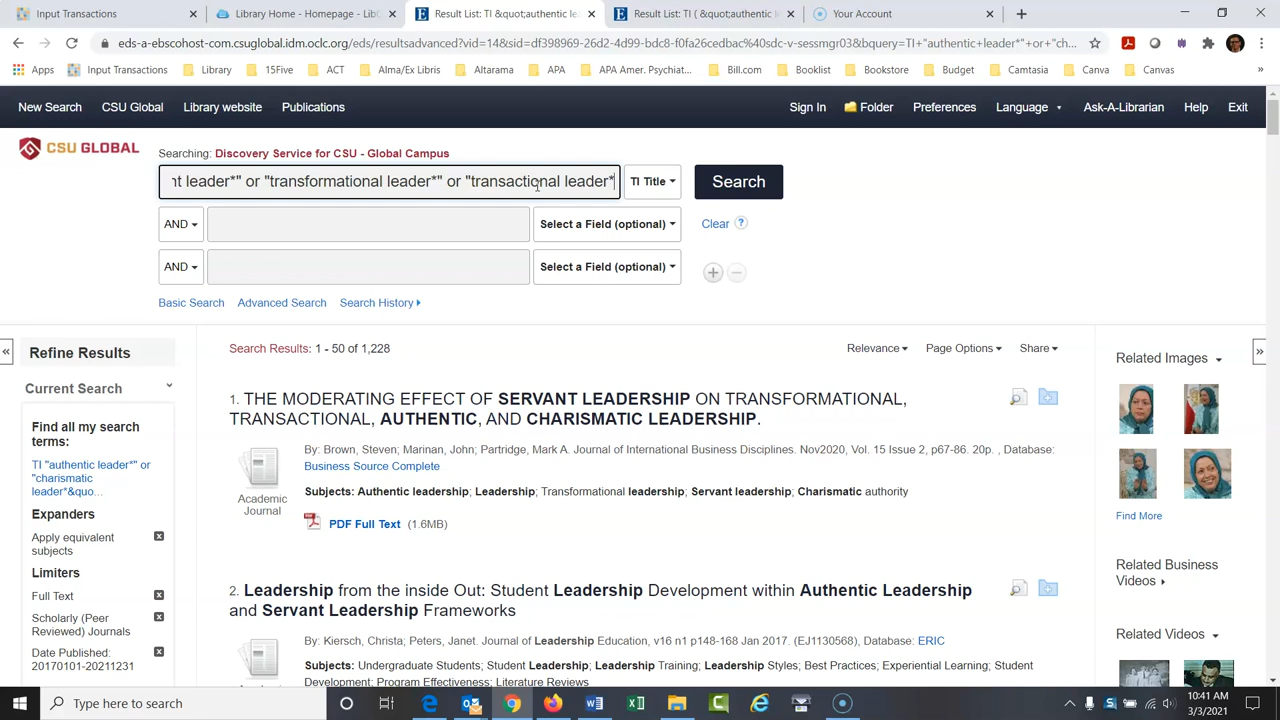 Input Transactions
Library Home - Homepage - LibG
Result List: TI &quot;authentic lea
Result List: TI ( &quot;authentic l
Your Account
eds-a-ebscohost-com.csuglobal.idm.oclc.org/eds/resultsadvanced?vid=14&sid=df398969-26d2-4d99-bdc8-f0fa26cedbac%40sdc-v-sessmgr03&bquery=TI+"authentic+leader*"+or+"ch...
Apps
Input Transactions
Library
15Five
ACT
Alma/Ex Libris
Altarama
APA
APA Amer. Psychiat...
Bill.com
Booklist
Bookstore
Budget
Camtasia
Canva
Canvas
New Search
CSU Global
Library website
Publications
Sign In
Folder
Preferences
Language
Ask-A-Librarian
Help
Exit
CSU GLOBAL
Searching: Discovery Service for CSU - Global Campus
nt leader*" or "transformational leader*" or "transactional leader*
TI Title
Search
AND
Select a Field (optional)
Clear
?
AND
Select a Field (optional)
Basic Search
Advanced Search
Search History
Refine Results
Current Search
Find all my search
terms:
TI "authentic leader*" or
"charismatic
leader*&quo...
Expanders
Apply equivalent
subjects
Limiters
Full Text
Scholarly (Peer
Reviewed) Journals
Date Published:
20170101-20211231
Search Results: 1 - 50 of 1,228
Relevance
Page Options
Share
1. THE MODERATING EFFECT OF SERVANT LEADERSHIP ON TRANSFORMATIONAL,
TRANSACTIONAL, AUTHENTIC, AND CHARISMATIC LEADERSHIP.
By: Brown, Steven; Marinan, John; Partridge, Mark A. Journal of International Business Disciplines. Nov2020, Vol. 15 Issue 2, p67-86. 20p. , Database:
Business Source Complete
Academic
Journal
Subjects: Authentic leadership; Leadership; Transformational leadership; Servant leadership; Charismatic authority
PDF Full Text (1.6MB)
2. Leadership from the inside Out: Student Leadership Development within Authentic Leadership
and Servant Leadership Frameworks
By: Kiersch, Christa; Peters, Janet. Journal of Leadership Education, v16 n1 p148-168 Jan 2017. (EJ1130568), Database: ERIC
Subjects: Undergraduate Students; Student Leadership; Leadership Training; Leadership Styles; Best Practices; Experiential Learning; Student
Development; Program Effectiveness; Literature Reviews
Related Images
Find More
Related Business
Videos
Related Videos
Type here to search
10:41 AM
3/3/2021